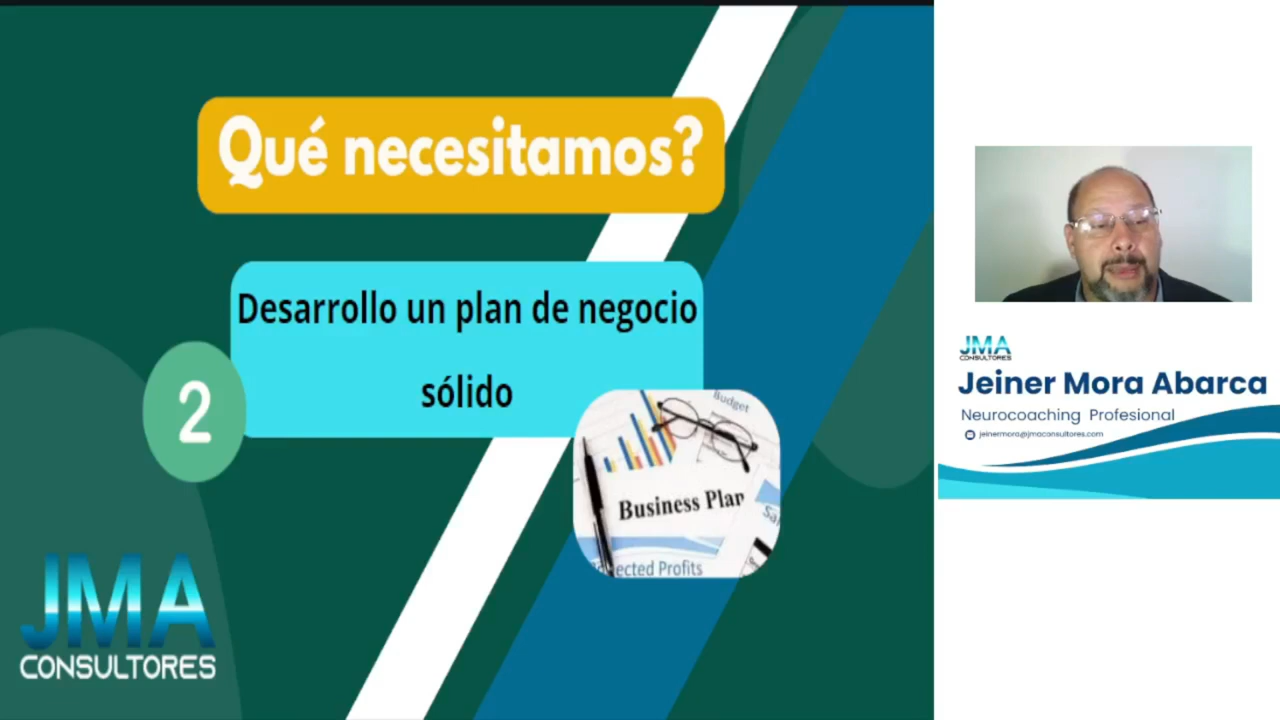 Qué necesitamos?
Desarrollo un plan de negocio
sólido
2
Budget
Business Plan
ected Profits
JMA
CONSULTORES
JMA
CONSULTORES
Jeiner Mora Abarca
Neurocoaching Profesional
jeinermora@jmaconsultores.com